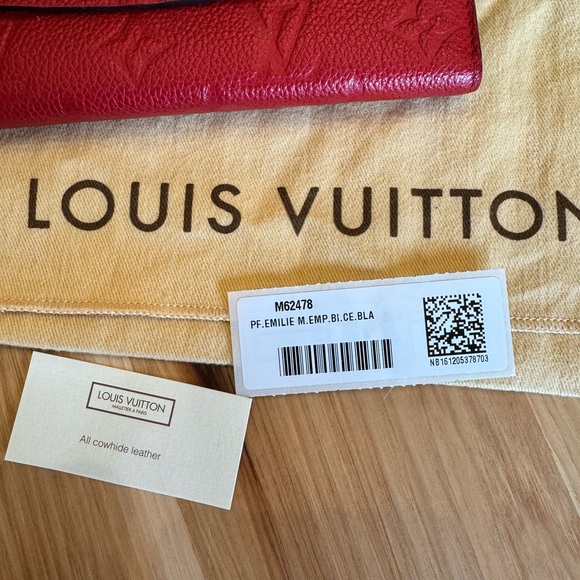 LOUIS VUITTON
M62478
PF.EMILIE M.EMP.BI.CE.BLA
NB161205378703
LOUIS VUITTON
MALLETIER A PARIS
All cowhide leather